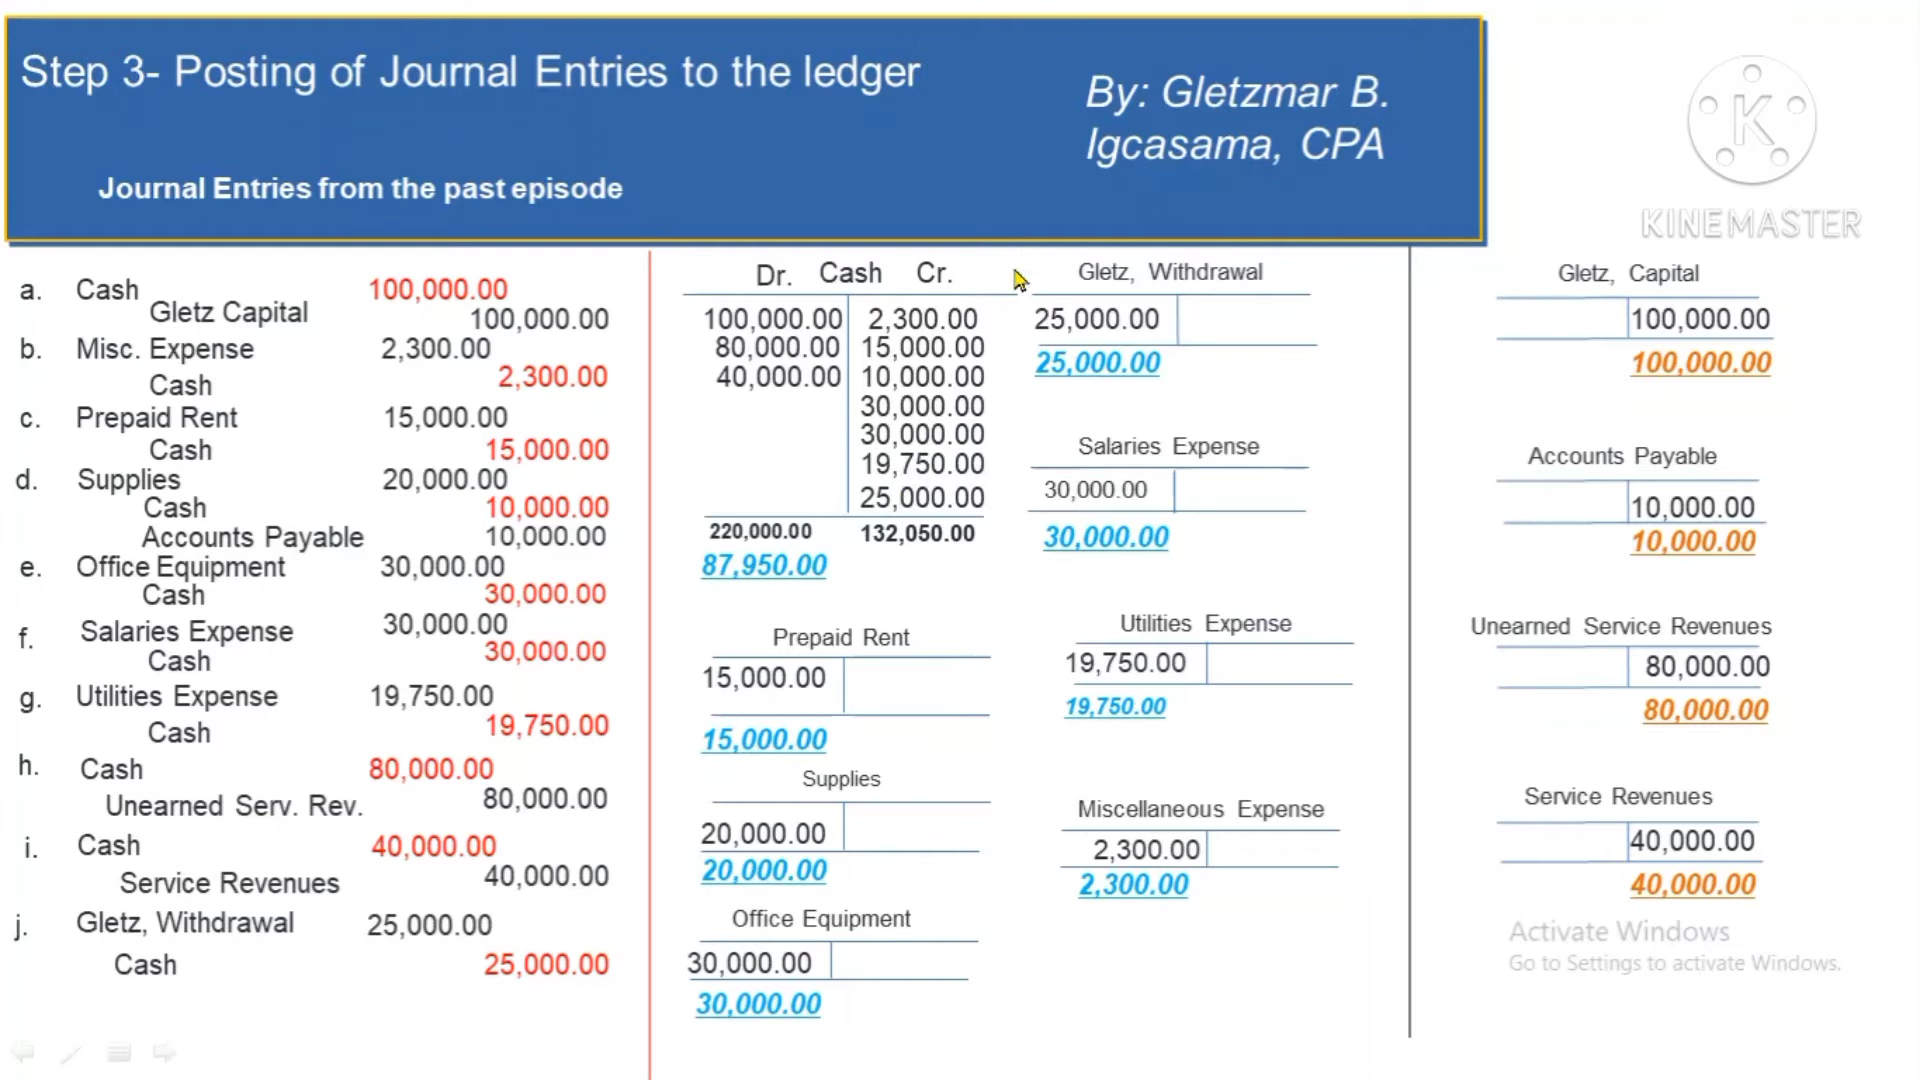 Step 3- Posting of Journal Entries to the ledger
By: Gletzmar B.
Igcasama, CPA
Journal Entries from the past episode
K
KINEMASTER
a. Cash 100,000.00
Gletz Capital 100,000.00
b. Misc. Expense 2,300.00
Cash 2,300.00
c. Prepaid Rent 15,000.00
Cash 15,000.00
d. Supplies 20,000.00
Cash 10,000.00
Accounts Payable 10,000.00
e. Office Equipment 30,000.00
Cash 30,000.00
f. Salaries Expense 30,000.00
Cash 30,000.00
g. Utilities Expense 19,750.00
Cash 19,750.00
h. Cash 80,000.00
Unearned Serv. Rev. 80,000.00
i. Cash 40,000.00
Service Revenues 40,000.00
j. Gletz, Withdrawal 25,000.00
Cash 25,000.00
Dr. Cash Cr.
100,000.00 2,300.00
80,000.00 15,000.00
40,000.00 10,000.00
30,000.00
30,000.00
19,750.00
25,000.00
220,000.00 132,050.00
87,950.00
Prepaid Rent
15,000.00
15,000.00
Supplies
20,000.00
20,000.00
Office Equipment
30,000.00
30,000.00
Gletz, Withdrawal
25,000.00
25,000.00
Salaries Expense
30,000.00
30,000.00
Utilities Expense
19,750.00
19,750.00
Miscellaneous Expense
2,300.00
2,300.00
Gletz, Capital
100,000.00
100,000.00
Accounts Payable
10,000.00
10,000.00
Unearned Service Revenues
80,000.00
80,000.00
Service Revenues
40,000.00
40,000.00
Activate Windows
Go to Settings to activate Windows.